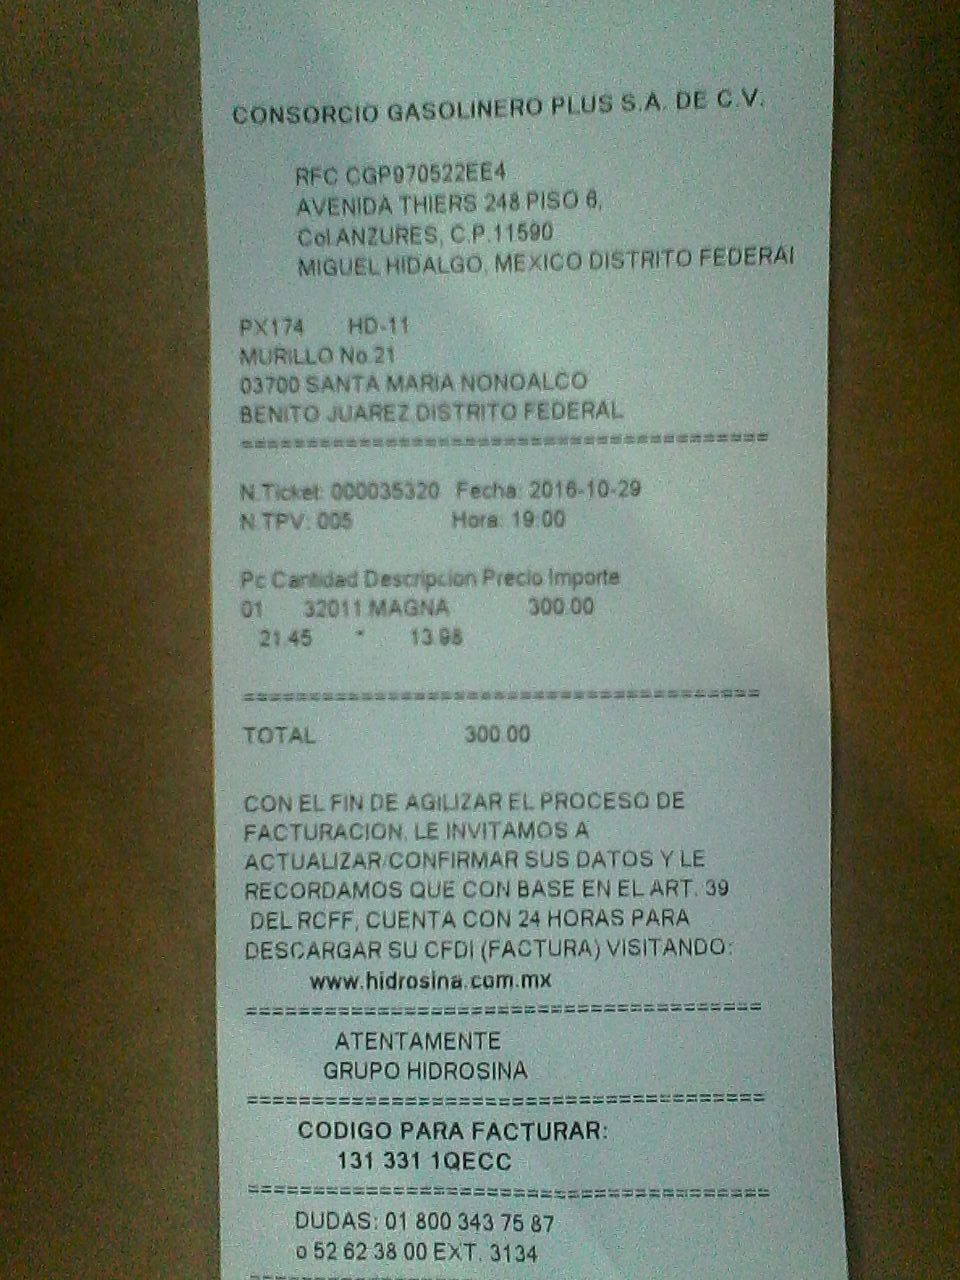 CONSORCIO GASOLINERO PLUS S.A. DE C.V.
RFC CGP970522EE4
AVENIDA THIERS 248 PISO 6,
Col.ANZURES, C.P.11590
MIGUEL HIDALGO, MEXICO DISTRITO FEDERAl
PX174 HD-11
MURILLO No.21
03700 SANTA MARIA NONOALCO
BENITO JUAREZ,DISTRITO FEDERAL
========================================
N.Ticket: 000035320 Fecha: 2016-10-29
N.TPV: 005 Hora: 19:00
Pc Cantidad Descripcion Precio Importe
01 32011 MAGNA 300.00
21.45 * 13.98
========================================
TOTAL 300.00
CON EL FIN DE AGILIZAR EL PROCESO DE
FACTURACION, LE INVITAMOS A
ACTUALIZAR/CONFIRMAR SUS DATOS Y LE
RECORDAMOS QUE CON BASE EN EL ART. 39
DEL RCFF, CUENTA CON 24 HORAS PARA
DESCARGAR SU CFDI (FACTURA) VISITANDO:
www.hidrosina.com.mx
========================================
ATENTAMENTE
GRUPO HIDROSINA
========================================
CODIGO PARA FACTURAR:
131 331 1QECC
========================================
DUDAS: 01 800 343 75 87
o 52 62 38 00 EXT. 3134